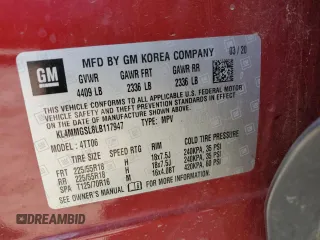 GM
MFD BY GM KOREA COMPANY 03/20
GVWR GAWR FRT GAWR RR
4409 LB 2336 LB 2336 LB
THIS VEHICLE CONFORMS TO ALL APPLICABLE U.S. FEDERAL MOTOR VEHICLE SAFETY
AND THEFT PREVENTION STANDARDS IN EFFECT ON THE DATE OF MANUFACTURE SHOWN ABOVE.
KL4MMGSL8LB117947 TYPE: MPV
MODEL: 4TT06
TIRE SIZE SPEED RTG RIM COLD TIRE PRESSURE
FRT 225/55R18 H 18x7.5J 240KPA, 35 PSI
RR 225/55R18 H 18x7.5J 240KPA, 35 PSI
SPA T125/70R16 M 16x4.0BT 420KPA, 60 PSI
SEE OWNER'S MANUAL FOR ADDITIONAL INFORMATION
DREAMBID